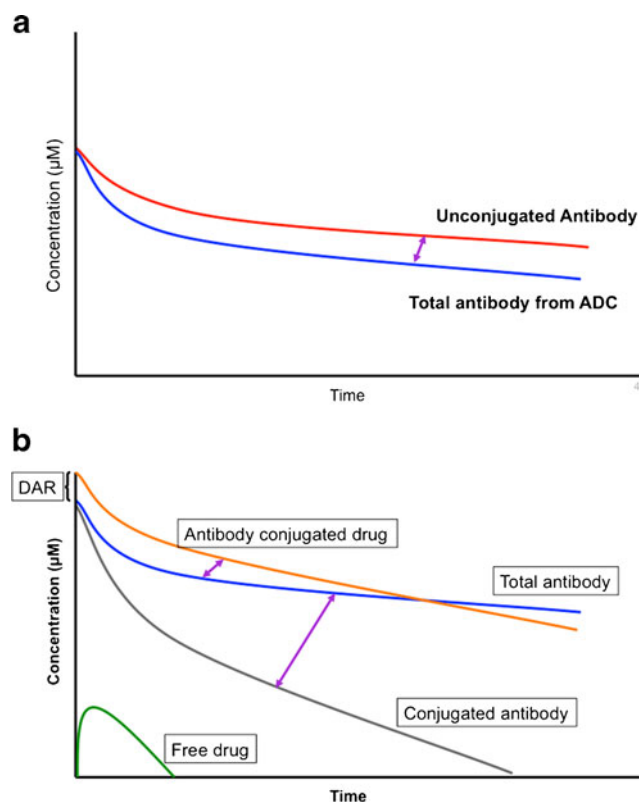 a
Concentration (µM)
Unconjugated Antibody
Total antibody from ADC
Time
4
b
DAR
Antibody conjugated drug
Total antibody
Concentration (µM)
Conjugated antibody
Free drug
Time